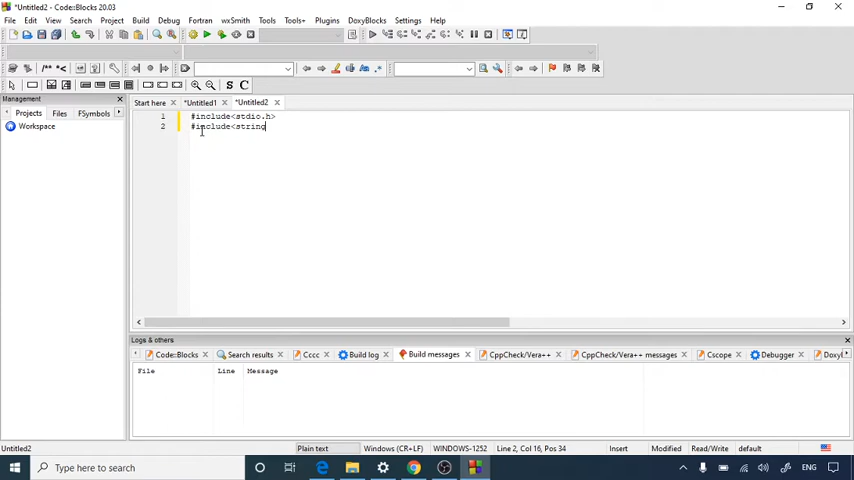 *Untitled2 - Code::Blocks 20.03
File Edit View Search Project Build Debug Fortran wxSmith Tools Tools+ Plugins DoxyBlocks Settings Help
/** *<
Aa .*
S C
Management
Projects Files FSymbols
Workspace
Start here *Untitled1 *Untitled2
1 #include<stdio.h>
2 #include<string
Logs & others
Code::Blocks Search results Cccc Build log Build messages CppCheck/Vera++ CppCheck/Vera++ messages Cscope Debugger DoxyI
File Line Message
Untitled2 Plain text Windows (CR+LF) WINDOWS-1252 Line 2, Col 16, Pos 34 Insert Modified Read/Write default
Type here to search ENG